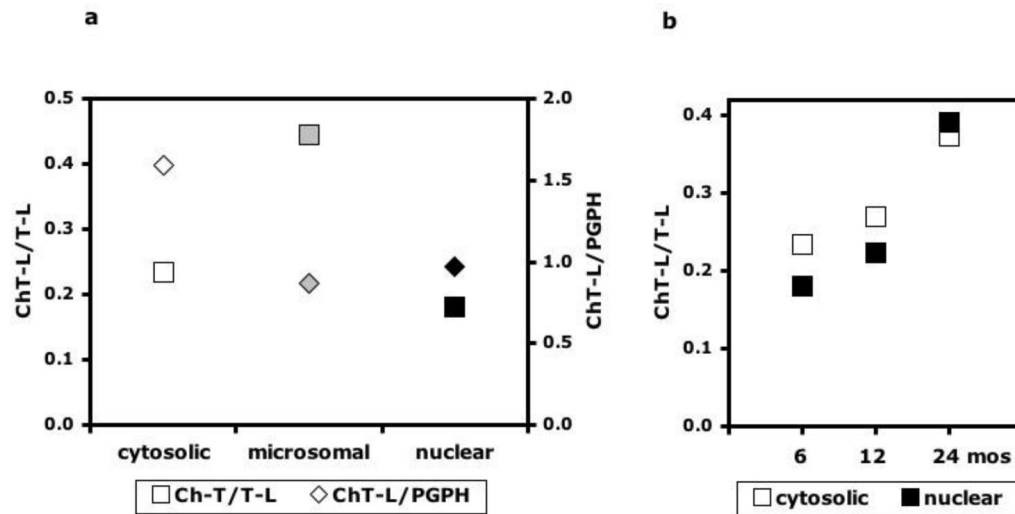 a
b
0.5
0.4
0.3
0.2
0.1
0.0
ChT-L/T-L
2.0
1.5
1.0
0.5
0.0
ChT-L/PGPH
cytosolic microsomal nuclear
Ch-T/T-L ChT-L/PGPH
0.4
0.3
0.2
0.1
0.0
ChT-L/T-L
6 12 24 mos
cytosolic nuclear